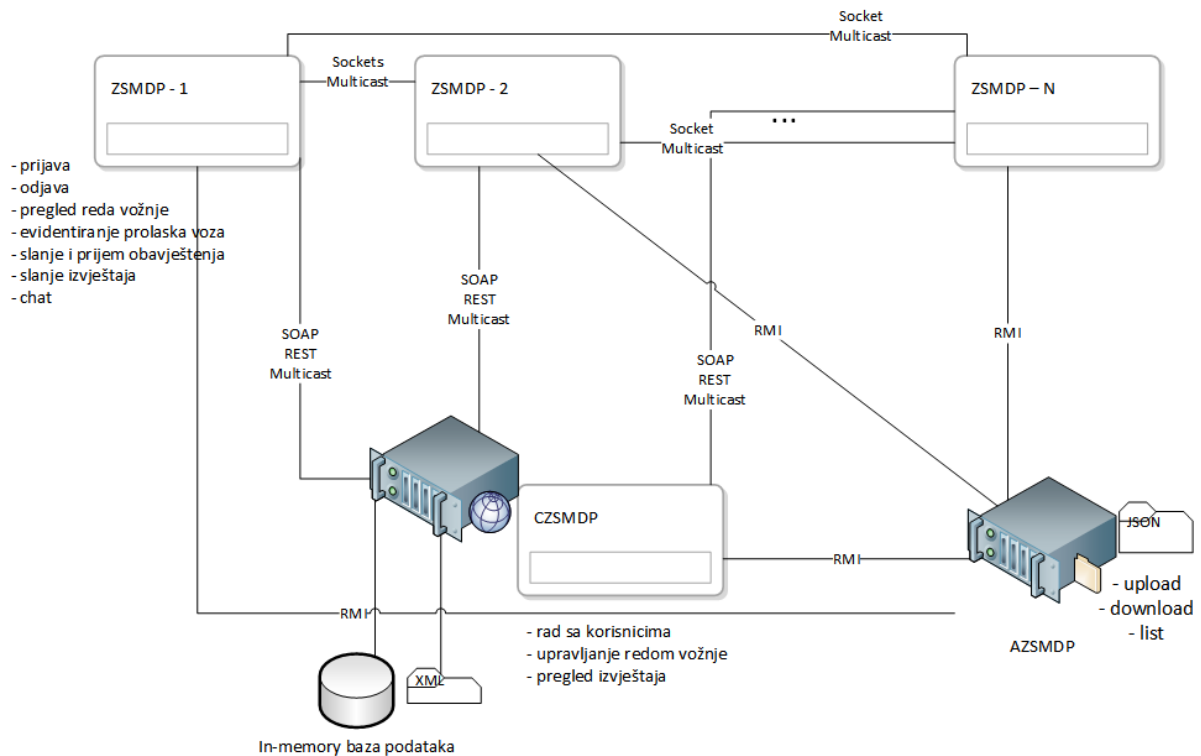 Socket
Multicast
Sockets
Multicast
ZSMDP - 1
ZSMDP - 2
ZSMDP – N
...
Socket
Multicast
- prijava
- odjava
- pregled reda vožnje
- evidentiranje prolaska voza
- slanje i prijem obavještenja
- slanje izvještaja
- chat
SOAP
REST
Multicast
SOAP
REST
Multicast
RMI
RMI
SOAP
REST
Multicast
CZSMDP
RMI
JSON
- upload
- download
- list
AZSMDP
RMI
- rad sa korisnicima
- upravljanje redom vožnje
- pregled izvještaja
XML
In-memory baza podataka